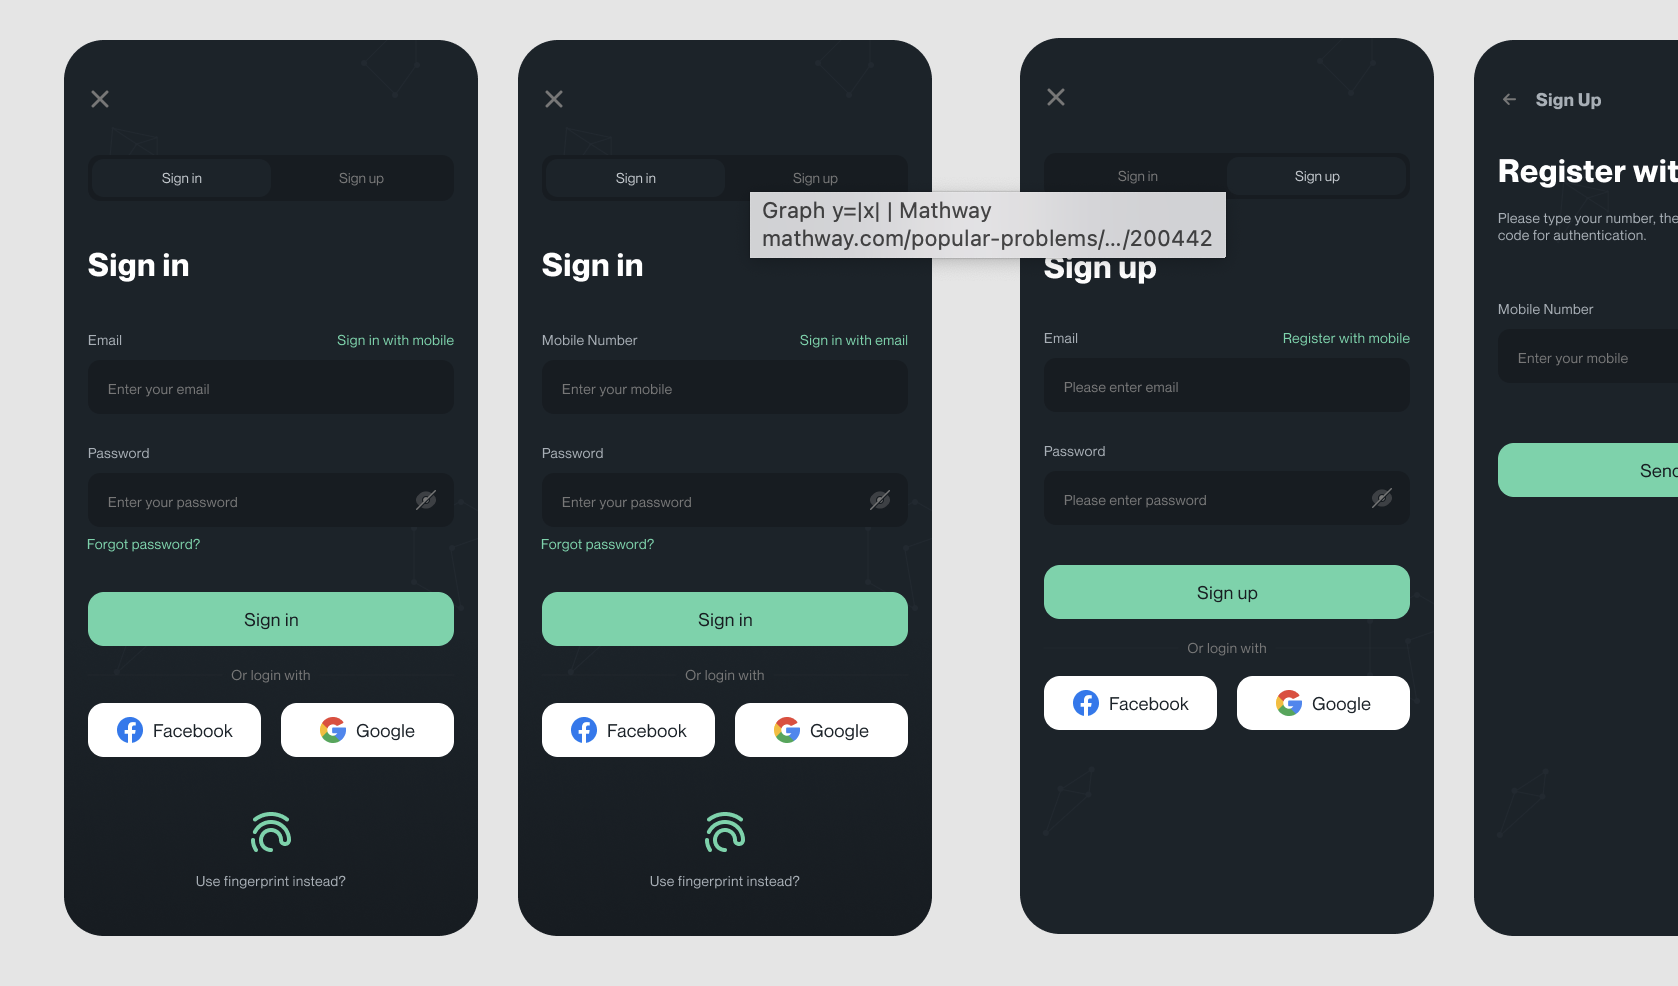 Sign in
Sign up
Sign in
Email
Sign in with mobile
Enter your email
Password
Enter your password
Forgot password?
Sign in
Or login with
Facebook
Google
Use fingerprint instead?
Sign in
Sign up
Graph y=|x| | Mathway
mathway.com/popular-problems/.../200442
Sign in
Mobile Number
Sign in with email
Enter your mobile
Password
Enter your password
Forgot password?
Sign in
Or login with
Facebook
Google
Use fingerprint instead?
Sign in
Sign up
Sign up
Email
Register with mobile
Please enter email
Password
Please enter password
Sign up
Or login with
Facebook
Google
Sign Up
Register
Please type your number,
code for authentication.
Mobile Number
Enter your mobile